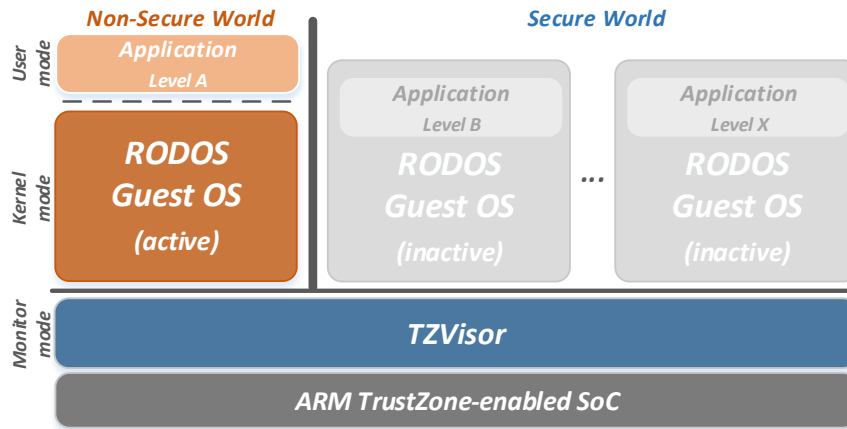 Non-Secure World
Secure World
User
mode
Application
Level A
Application
Level B
Application
Level X
Kernel
mode
RODOS
Guest OS
(active)
RODOS
Guest OS
(inactive)
...
RODOS
Guest OS
(inactive)
Monitor
mode
TZVisor
ARM TrustZone-enabled SoC